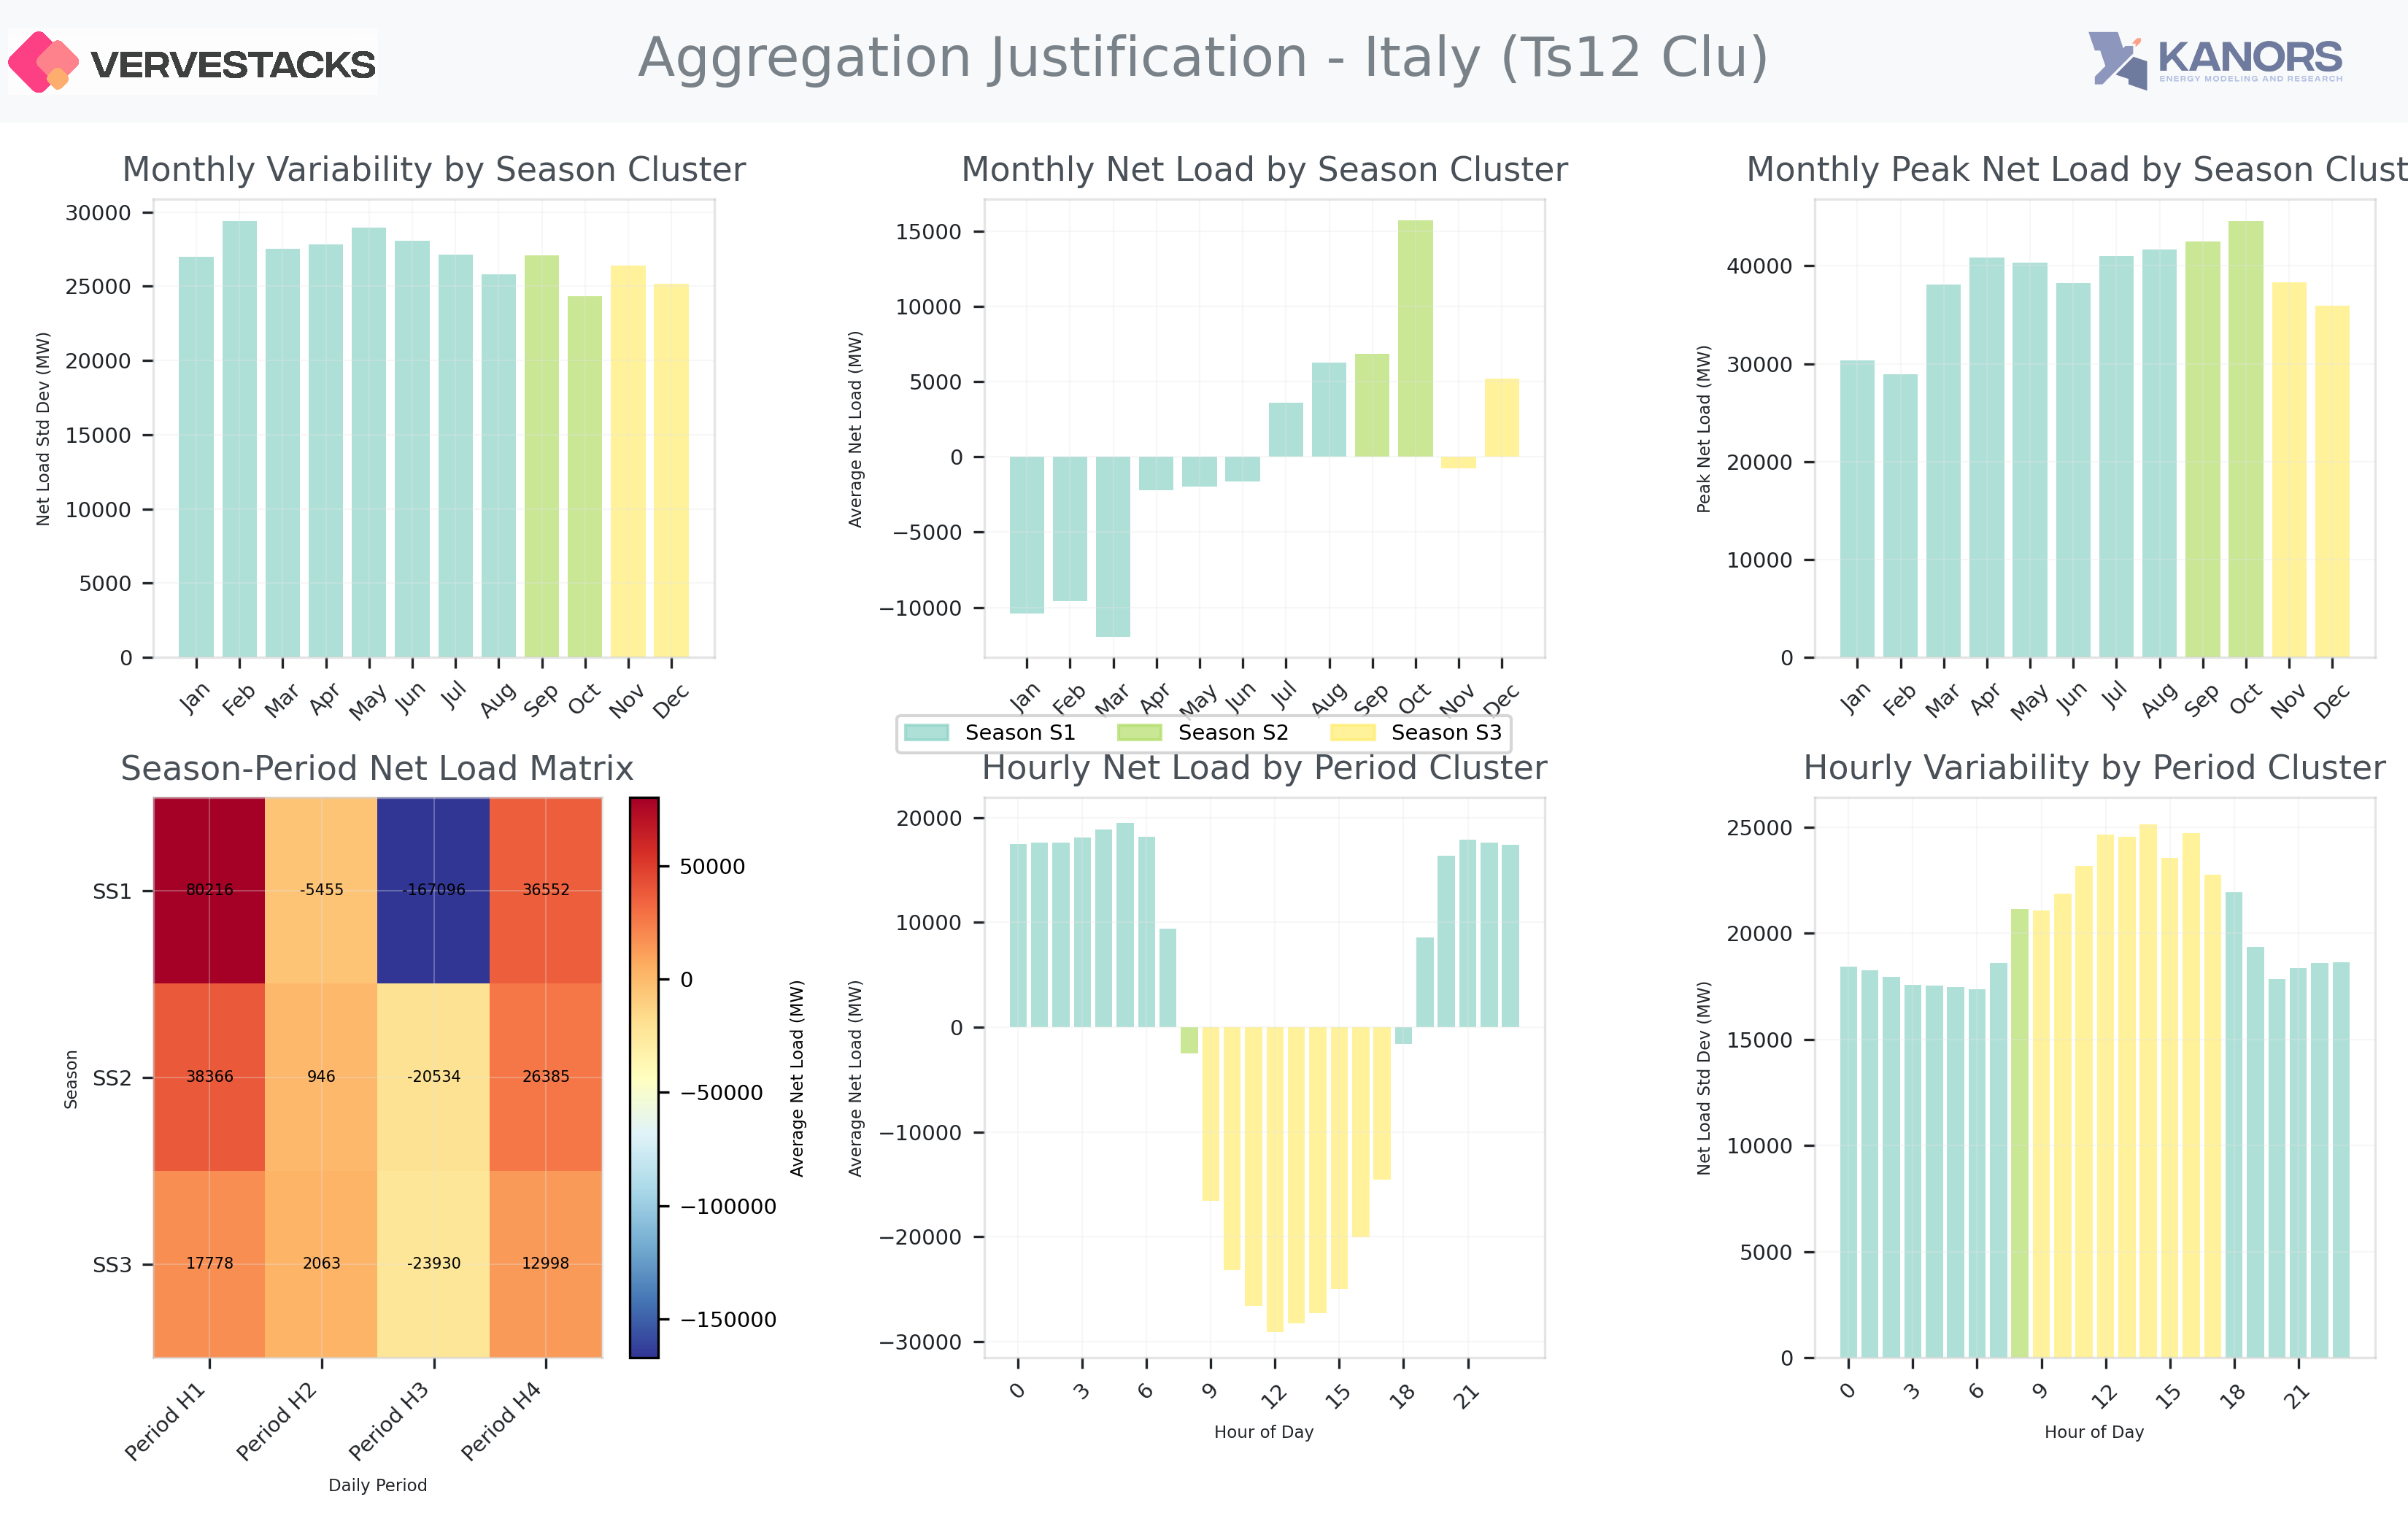 VERVESTACKS
Aggregation Justification - Italy (Ts12 Clu)
KANORS
ENERGY MODELING AND RESEARCH
Monthly Variability by Season Cluster
Net Load Std Dev (MW)
30000
25000
20000
15000
10000
5000
0
Jan Feb Mar Apr May Jun Jul Aug Sep Oct Nov Dec
Monthly Net Load by Season Cluster
Average Net Load (MW)
15000
10000
5000
0
−5000
−10000
Jan Feb Mar Apr May Jun Jul Aug Sep Oct Nov Dec
Monthly Peak Net Load by Season Clust
Peak Net Load (MW)
40000
30000
20000
10000
0
Jan Feb Mar Apr May Jun Jul Aug Sep Oct Nov Dec
Season S1 Season S2 Season S3
Season-Period Net Load Matrix
Season
SS1 80216 -5455 -167096 36552
SS2 38366 946 -20534 26385
SS3 17778 2063 -23930 12998
Period H1 Period H2 Period H3 Period H4
Daily Period
50000
0
−50000
−100000
−150000
Average Net Load (MW)
Hourly Net Load by Period Cluster
Average Net Load (MW)
20000
10000
0
−10000
−20000
−30000
0 3 6 9 12 15 18 21
Hour of Day
Hourly Variability by Period Cluster
Net Load Std Dev (MW)
25000
20000
15000
10000
5000
0
0 3 6 9 12 15 18 21
Hour of Day